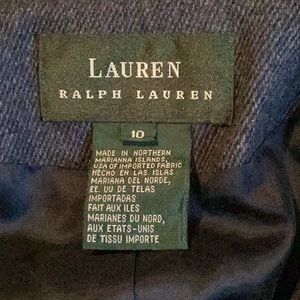 LAUREN
RALPH LAUREN
10
MADE IN NORTHERN
MARIANNA ISLANDS,
USA OF IMPORTED FABRIC
HECHO EN LAS ISLAS
MARIANA DEL NORDE,
EE. UU DE TELAS
IMPORTADAS
FAIT AUX ILES
MARIANES DU NORD,
AUX ETATS-UNIS
DE TISSU IMPORTE